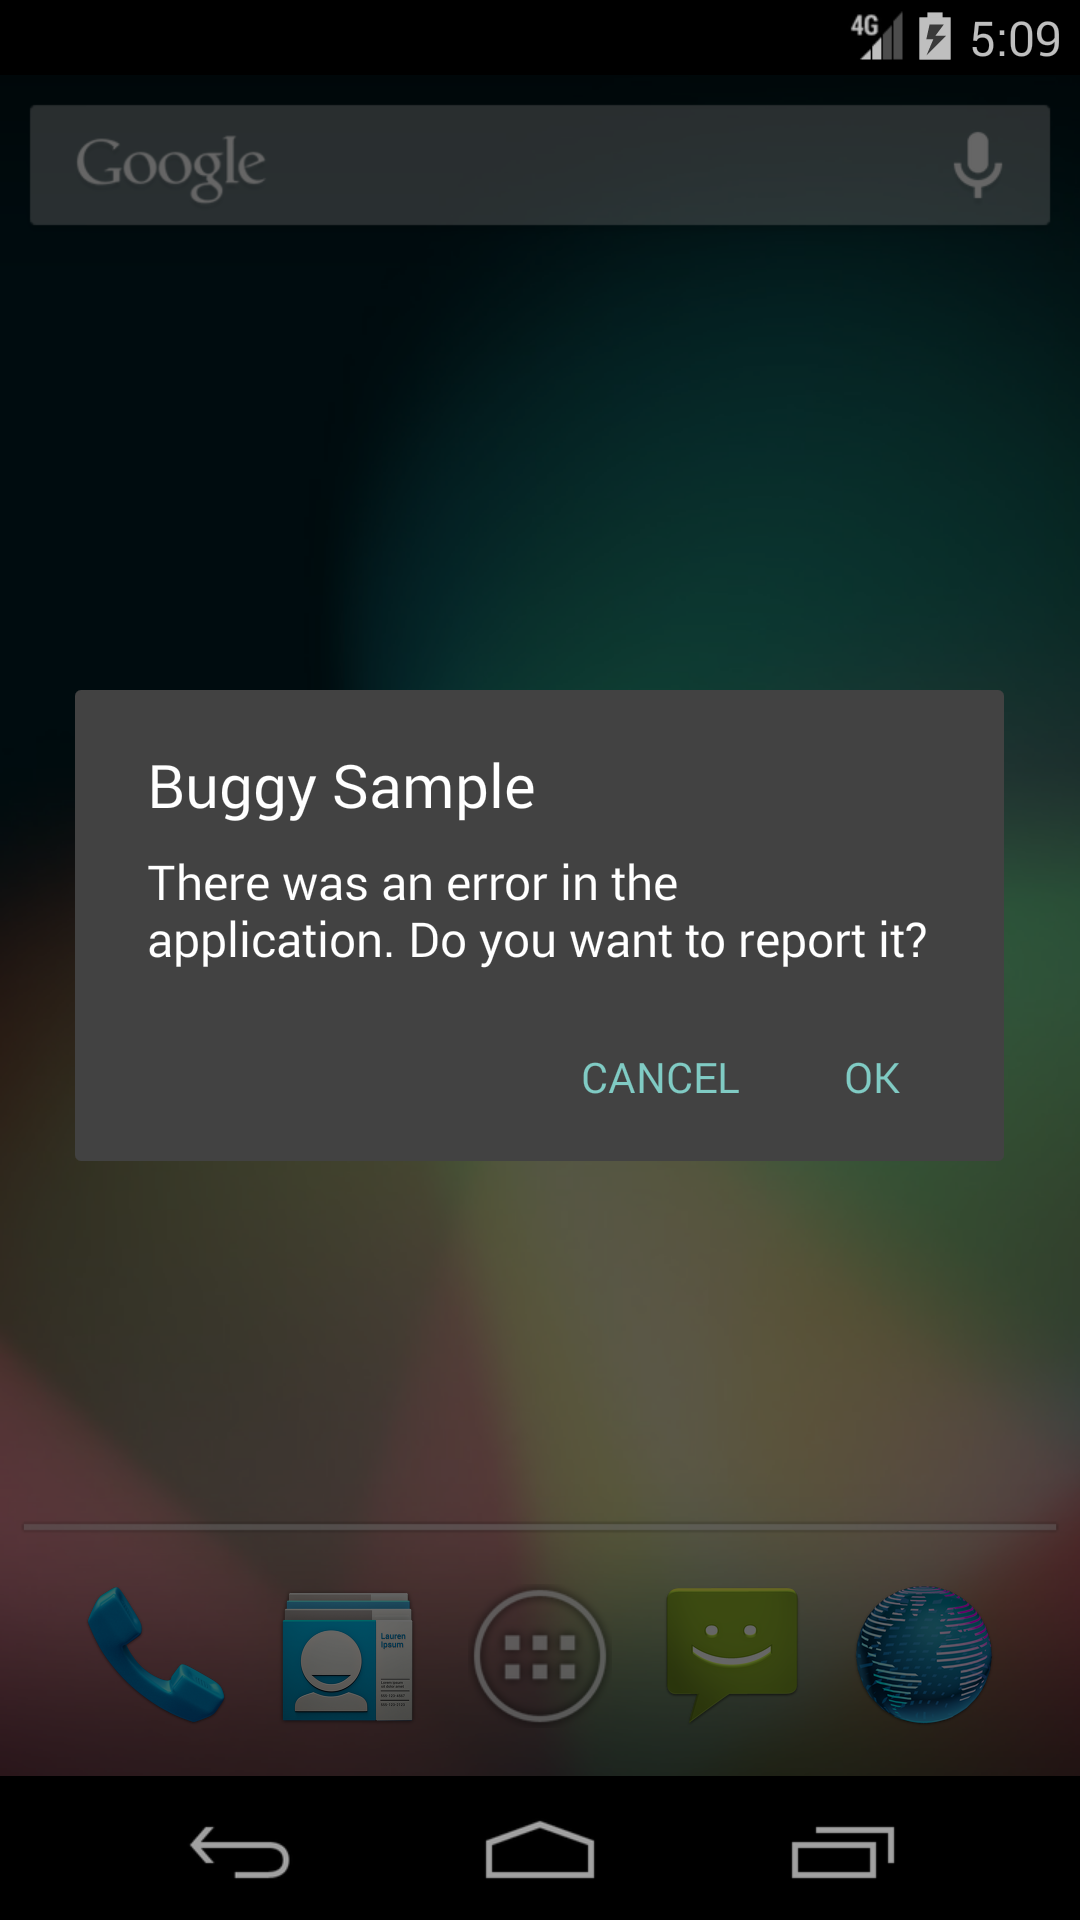 4G 5:09
Google
Buggy Sample
There was an error in the
application. Do you want to report it?
CANCEL OK
Lauren
Ipsum